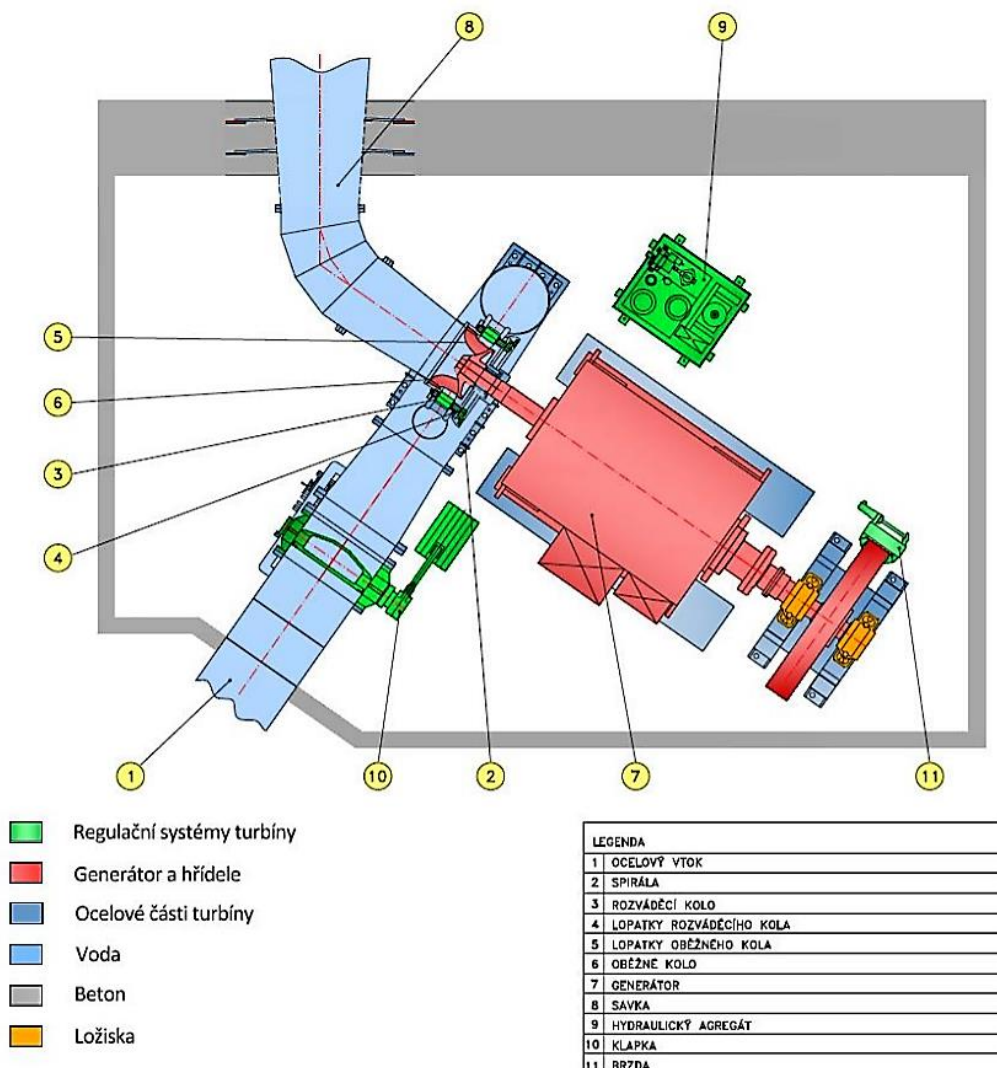 8
9
5
6
3
4
1
10
2
7
11
Regulační systémy turbíny
Generátor a hřídele
Ocelové části turbíny
Voda
Beton
Ložiska
LEGENDA
1 OCELOVÝ VTOK
2 SPIRÁLA
3 ROZVÁDĚCÍ KOLO
4 LOPATKY ROZVÁDĚCÍHO KOLA
5 LOPATKY OBĚŽNÉHO KOLA
6 OBĚŽNÉ KOLO
7 GENERÁTOR
8 SAVKA
9 HYDRAULICKÝ AGREGÁT
10 KLAPKA
11 BRZDA